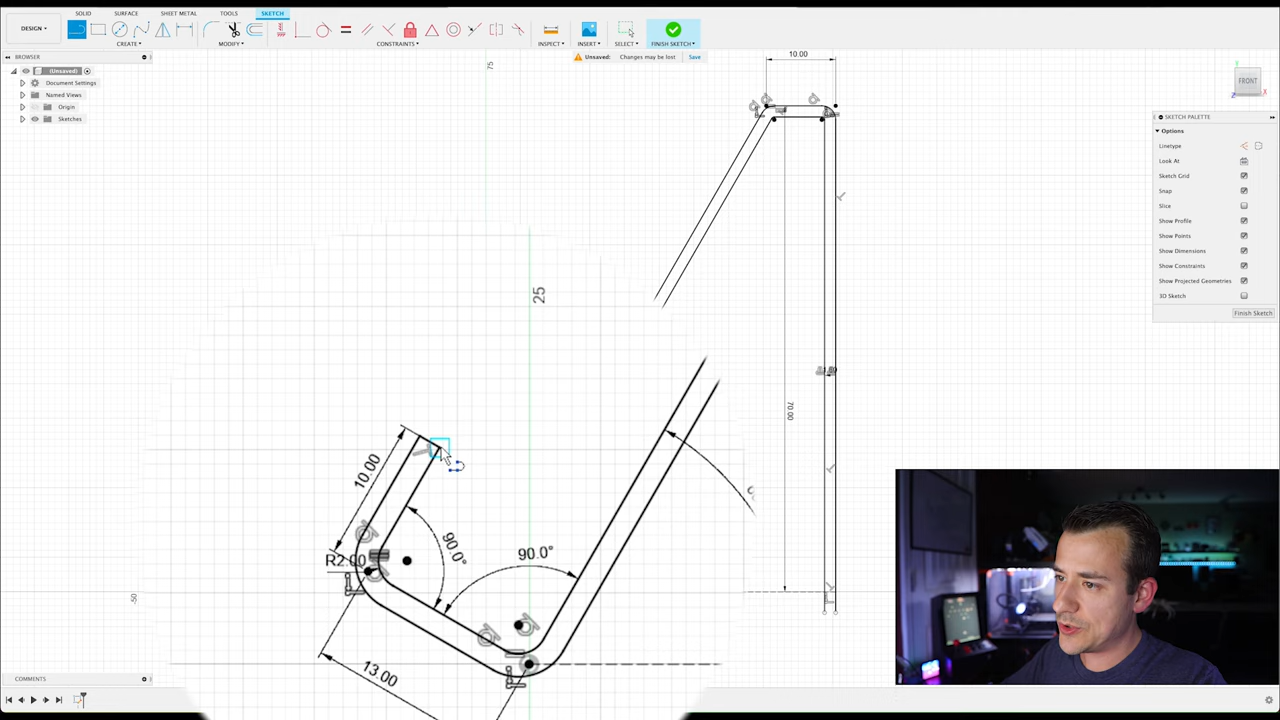 SOLID SURFACE SHEET METAL TOOLS SKETCH
DESIGN
CREATE MODIFY CONSTRAINTS INSPECT INSERT SELECT FINISH SKETCH
BROWSER
Unsaved: Changes may be lost Save
(Unsaved)
Document Settings
Named Views
Origin
Sketches
75
10.00
FRONT
SKETCH PALETTE
Options
Linetype
Look At
Sketch Grid
Snap
Slice
Show Profile
Show Points
Show Dimensions
Show Constraints
Show Projected Geometries
3D Sketch
Finish Sketch
25
70.00
10.00
90.0°
90.0°
R2.00
-50
13.00
COMMENTS